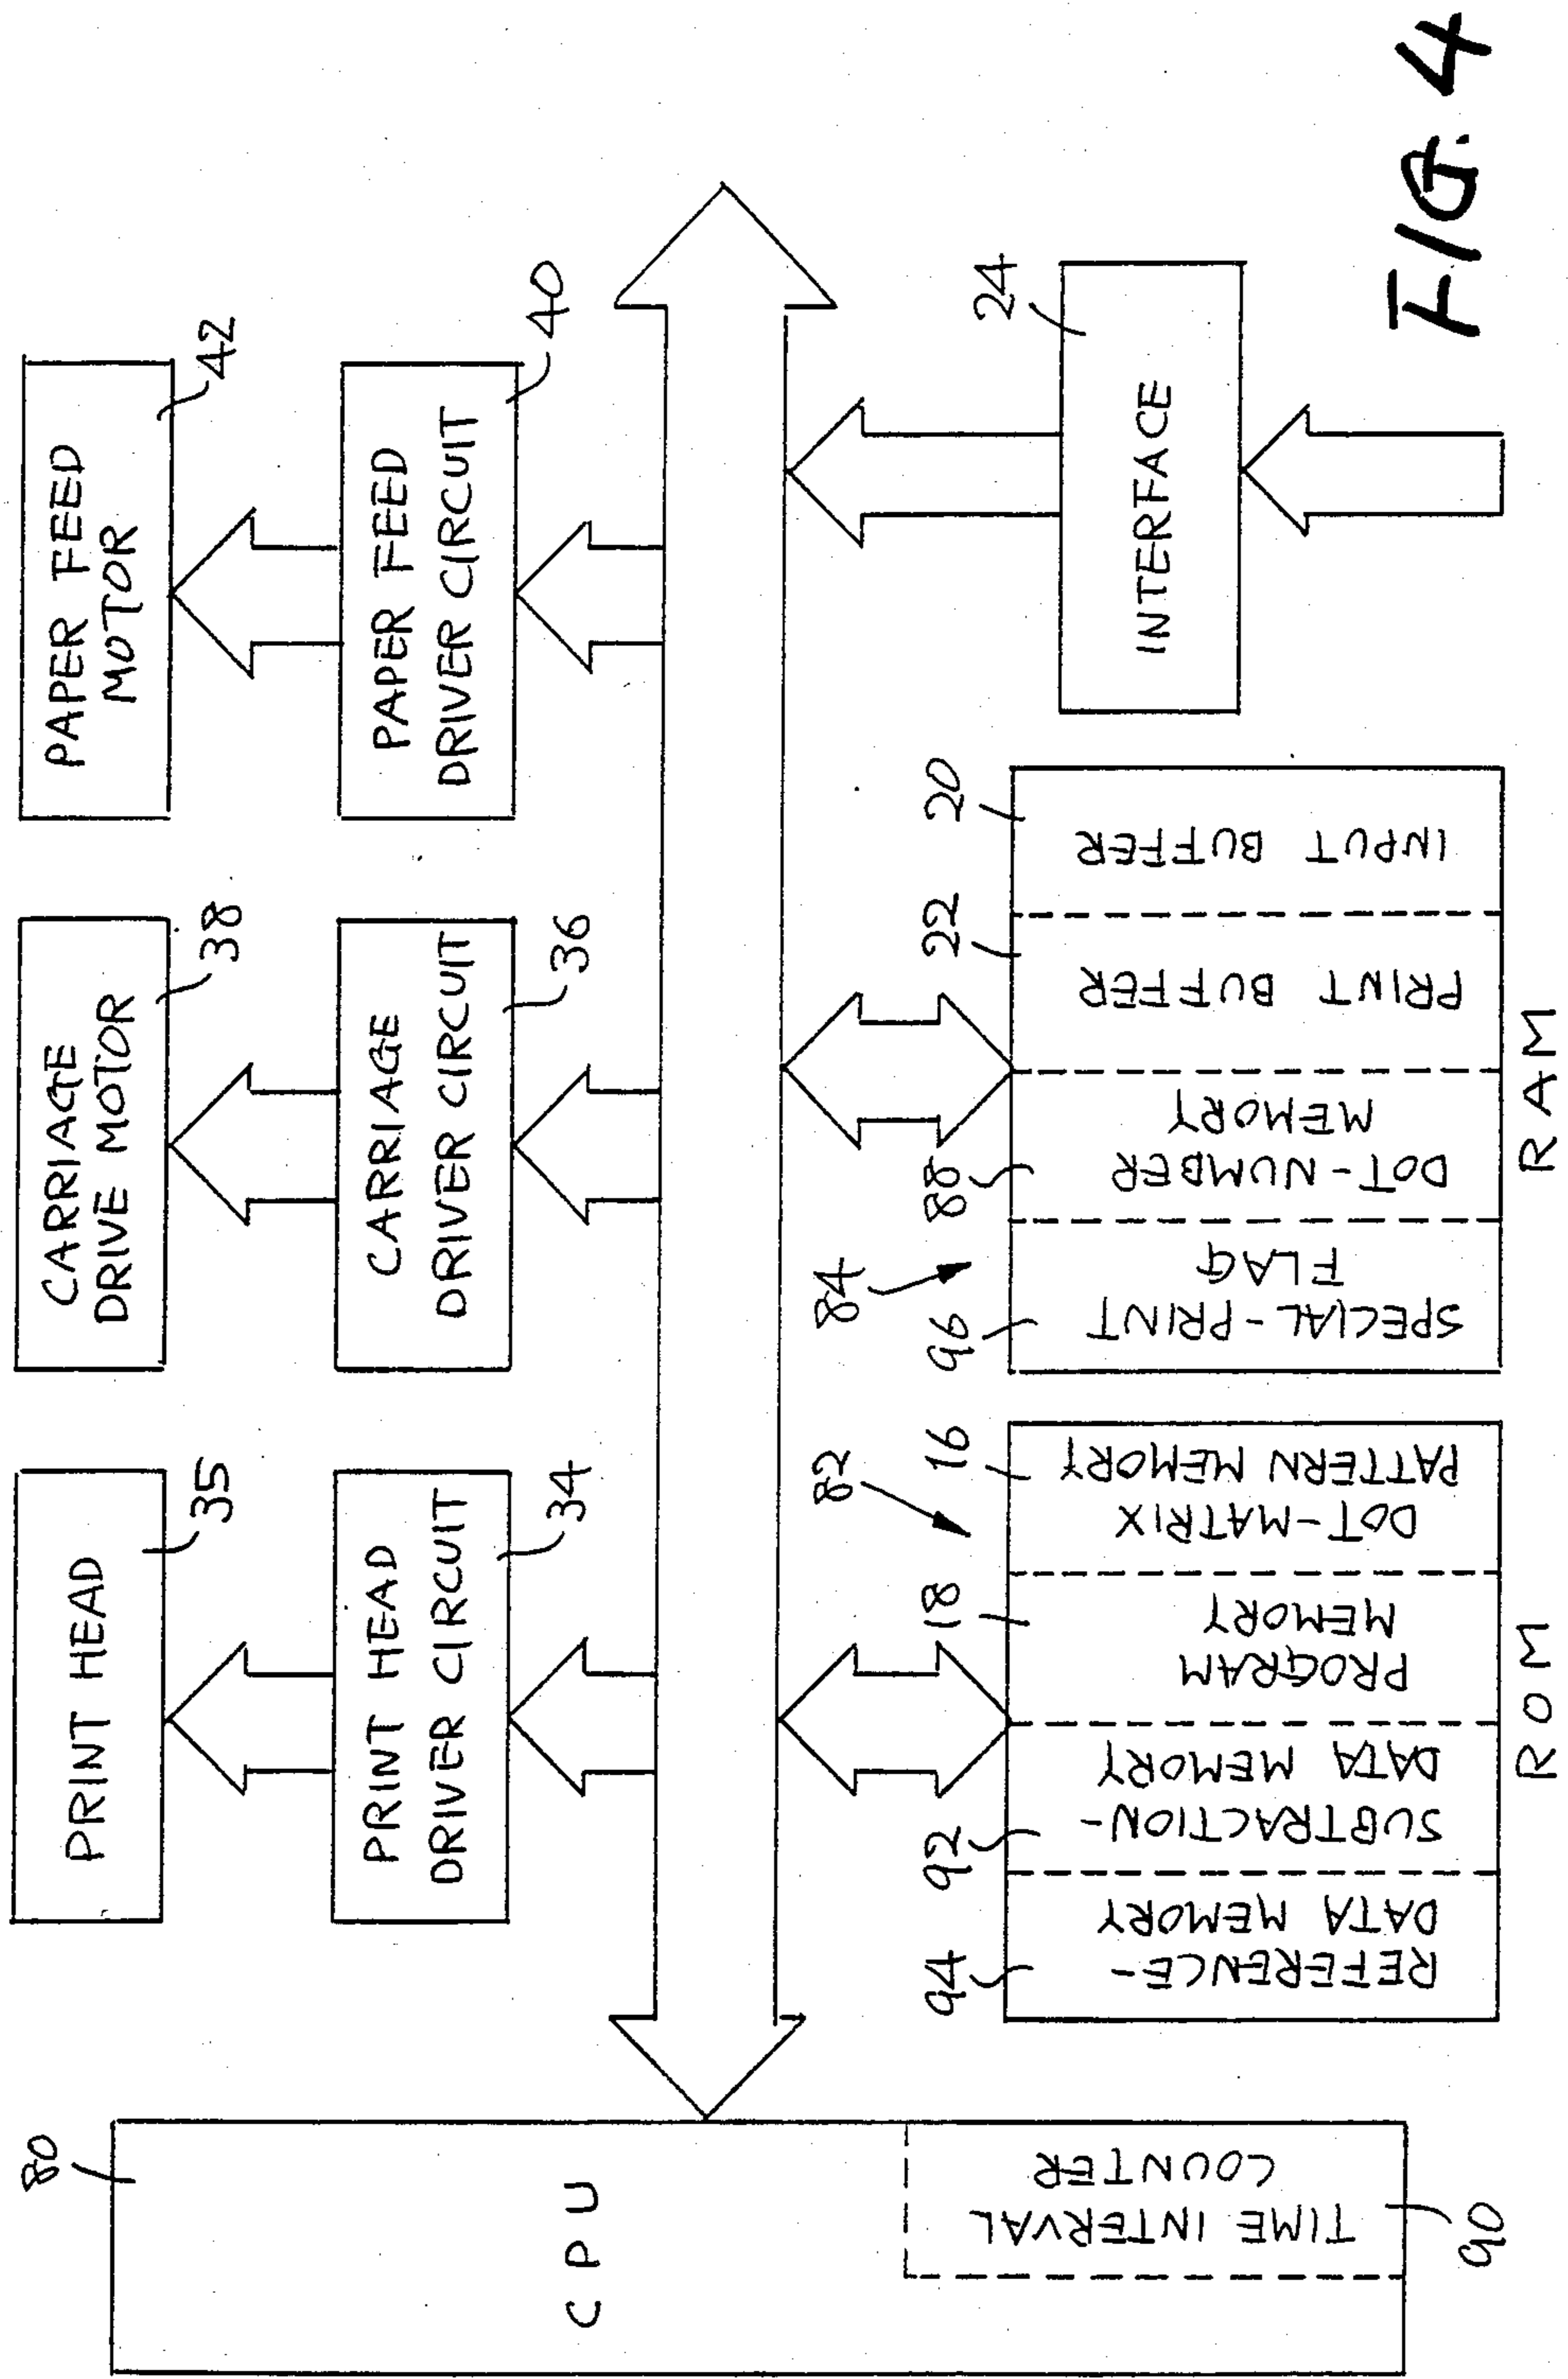 80
CPU
TIME INTERVAL
COUNTER
90
PRINT HEAD
35
PRINT HEAD
DRIVER CIRCUIT
34
CARRIAGE
DRIVE MOTOR
38
CARRIAGE
DRIVER CIRCUIT
36
PAPER FEED
MOTOR
42
PAPER FEED
DRIVER CIRCUIT
40
82
94
REFERENCE-
DATA MEMORY
92
SUBTRACTION-
DATA MEMORY
18
PROGRAM
MEMORY
16
DOT-MATRIX
PATTERN MEMORY
ROM
84
96
SPECIAL-PRINT
FLAG
88
DOT-NUMBER
MEMORY
22
PRINT BUFFER
20
INPUT BUFFER
RAM
24
INTERFACE
FIG. 4